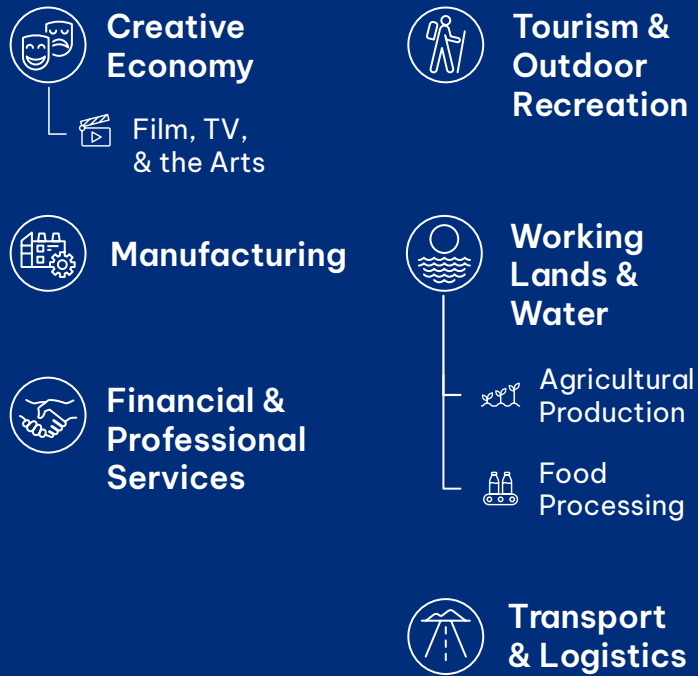 Creative
Economy
Film, TV,
& the Arts
Manufacturing
Financial &
Professional
Services
Tourism &
Outdoor
Recreation
Working
Lands &
Water
Agricultural
Production
Food
Processing
Transport
& Logistics